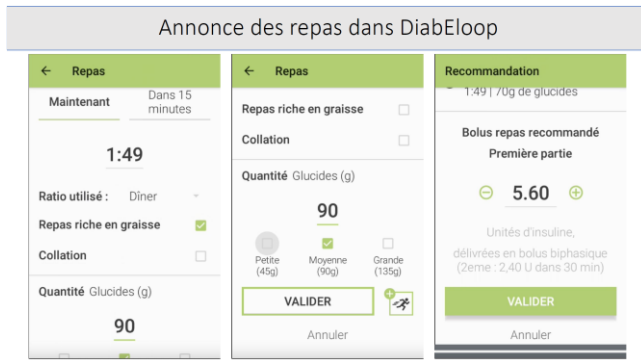 Annonce des repas dans DiabEloop
← Repas
Maintenant
Dans 15
minutes
1:49
Ratio utilisé : Dîner
Repas riche en graisse
Collation
Quantité Glucides (g)
90
← Repas
Repas riche en graisse
Collation
Quantité Glucides (g)
90
Petite Moyenne Grande
(45g) (90g) (135g)
VALIDER
Annuler
Recommandation
1:49 | 70g de glucides
Bolus repas recommandé
Première partie
5.60
Unités d'insuline,
délivrées en bolus biphasique
(2eme : 2,40 U dans 30 min)
VALIDER
Annuler